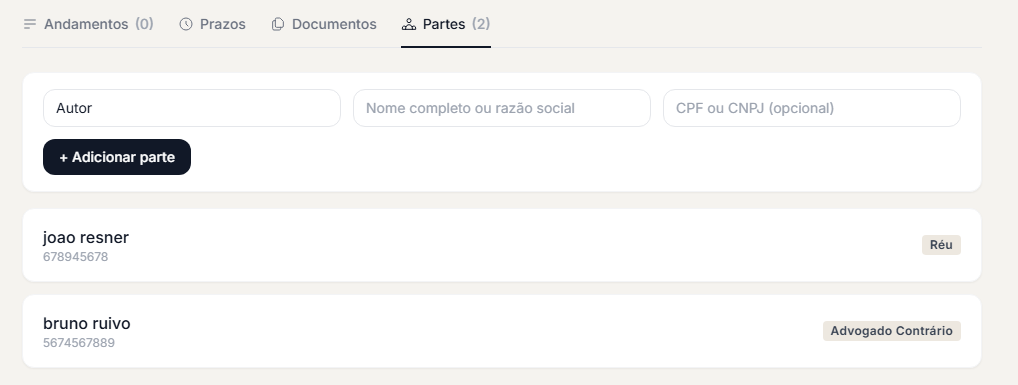 Andamentos (0) Prazos Documentos Partes (2)
Autor Nome completo ou razão social CPF ou CNPJ (opcional)
+ Adicionar parte
joao resner
678945678
Réu
bruno ruivo
5674567889
Advogado Contrário